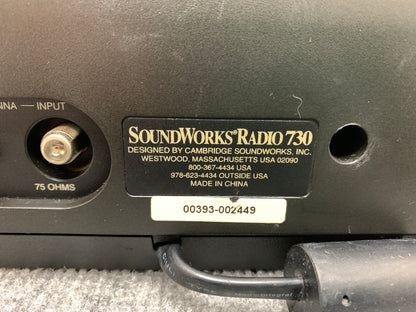 NNA — INPUT
75 OHMS
SOUNDWORKS® RADIO 730
DESIGNED BY CAMBRIDGE SOUNDWORKS, INC.
WESTWOOD, MASSACHUSETTS USA 02090
800-367-4434 USA
978-623-4434 OUTSIDE USA
MADE IN CHINA
00393-002449